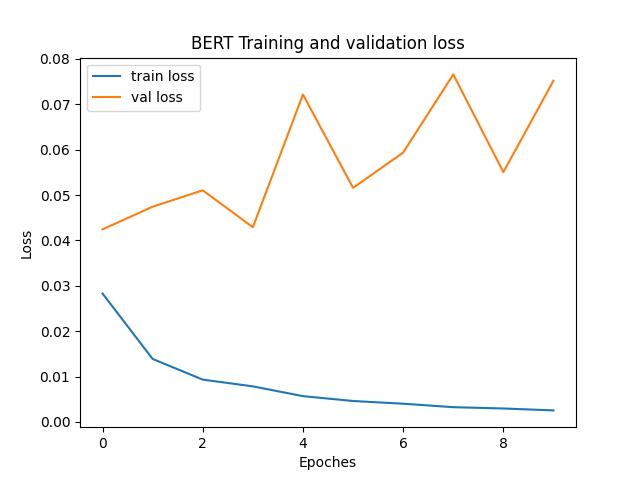 BERT Training and validation loss
train loss
val loss
0.08
0.07
0.06
0.05
0.04
0.03
0.02
0.01
0.00
Loss
0 2 4 6 8
Epoches